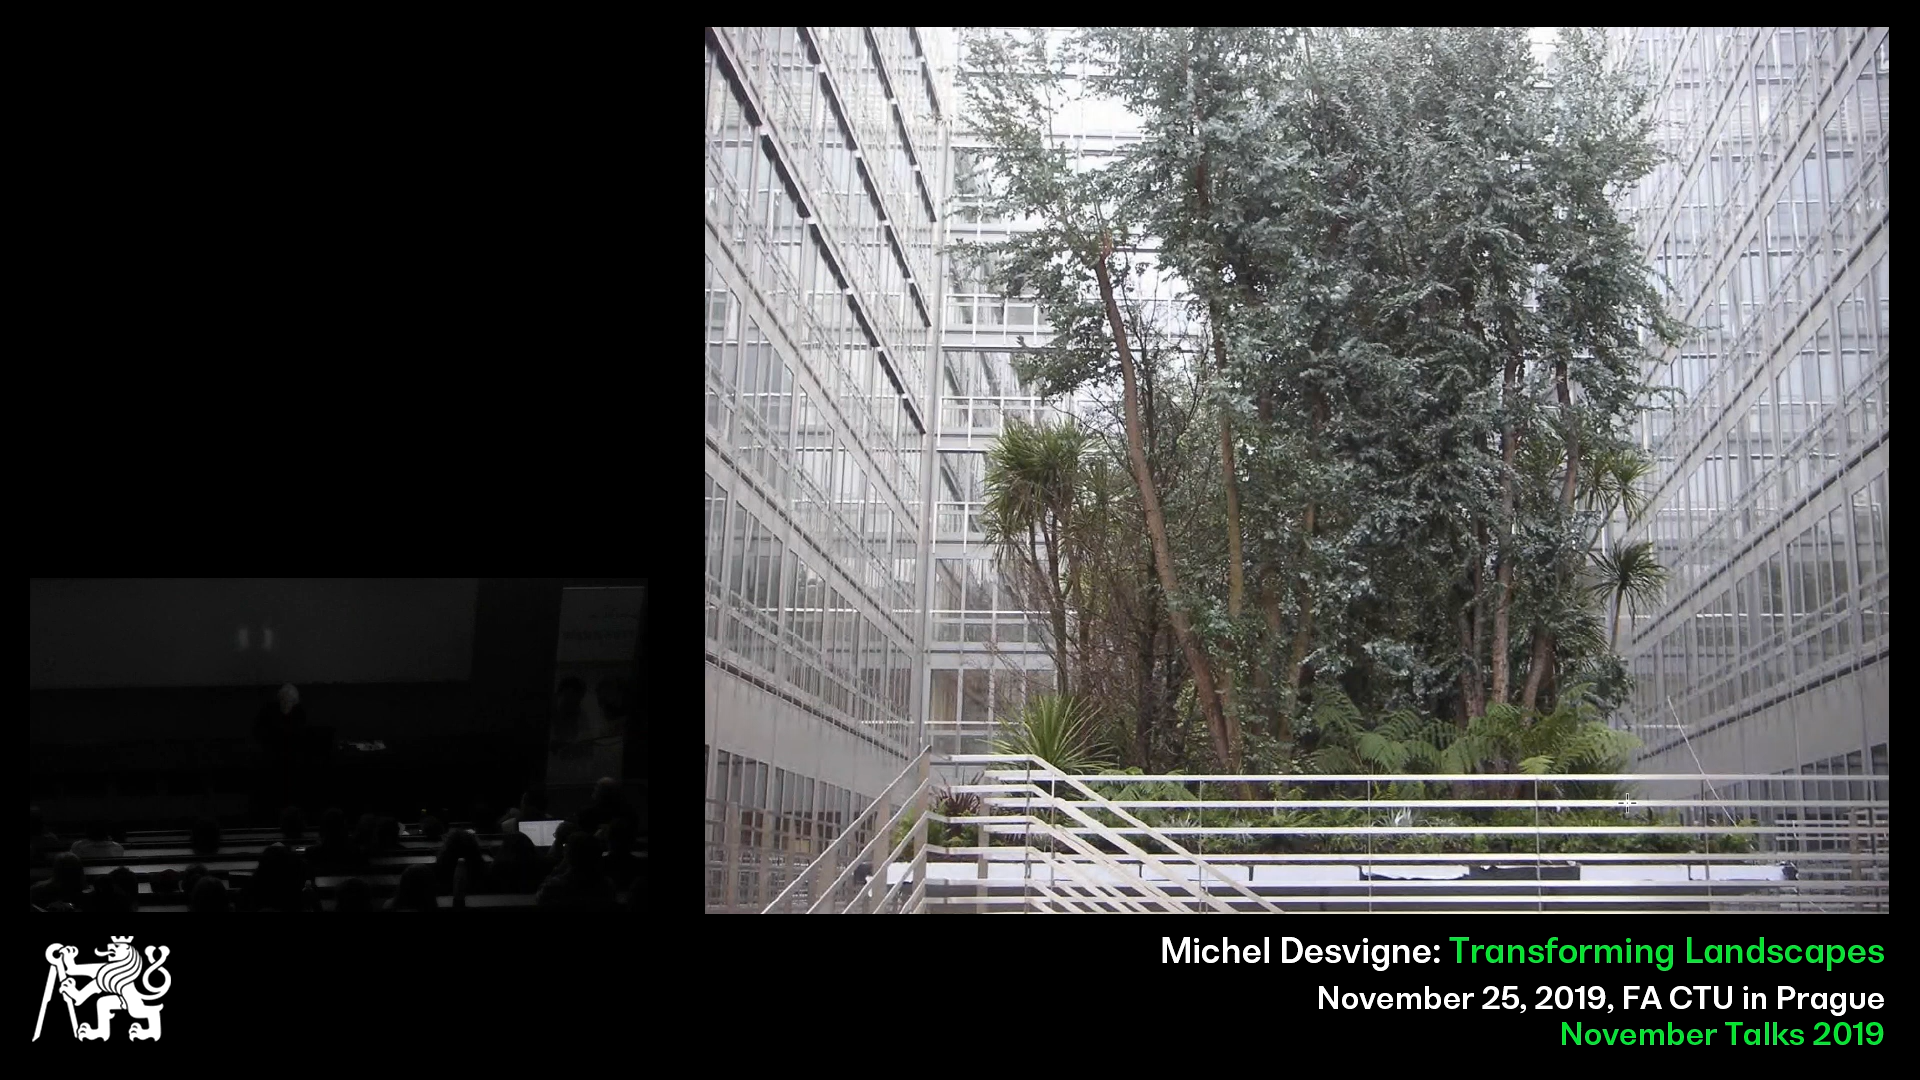 Michel Desvigne: Transforming Landscapes
November 25, 2019, FA CTU in Prague
November Talks 2019